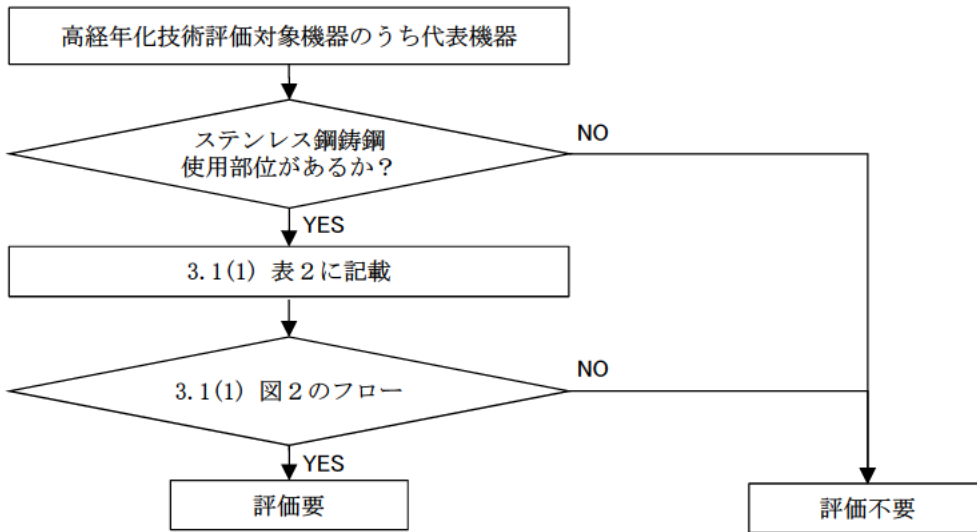 高経年化技術評価対象機器のうち代表機器
ステンレス鋼鋳鋼
使用部位があるか？
NO
YES
3.1(1) 表２に記載
3.1(1) 図２のフロー
NO
YES
評価要
評価不要